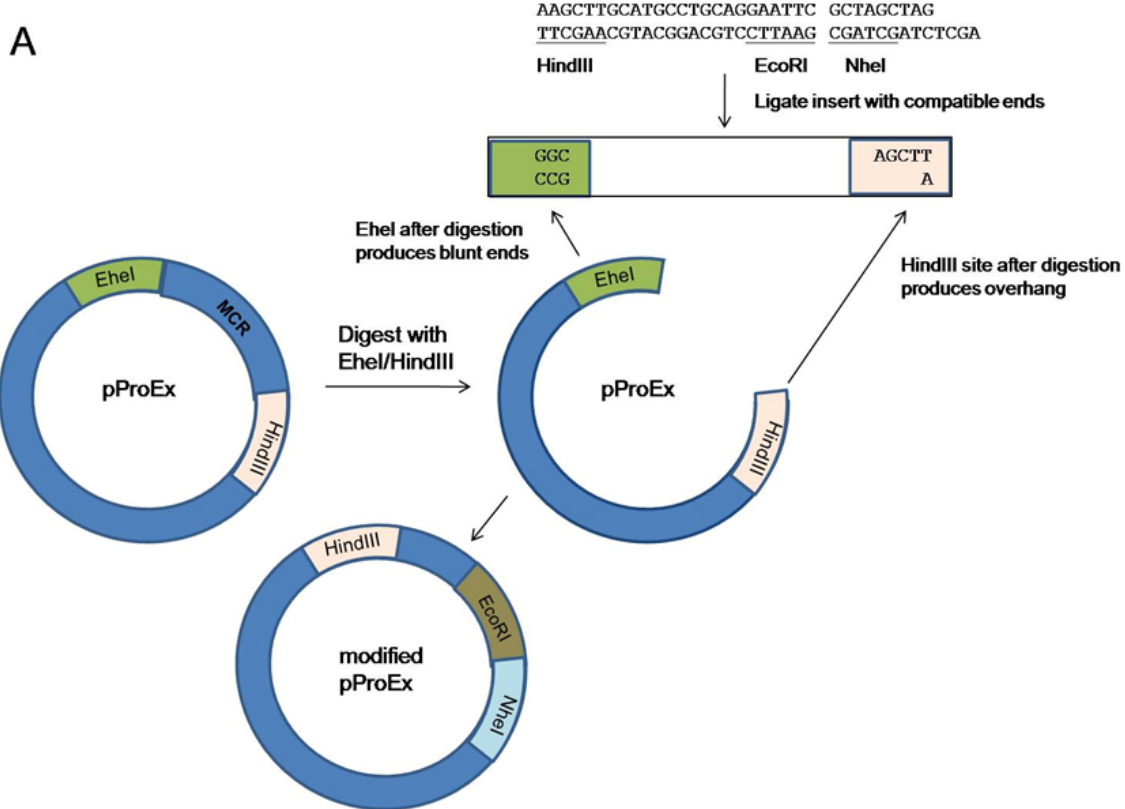 A
AAGCTTGCATGCCTGCAGGAATTC GCTAGCTAG
TTCGAACGTACGGACGTCCTTAAG CGATCGATCTCGA
HindIII EcoRI NheI
Ligate insert with compatible ends
GGC AGCTT
CCG A
EheI after digestion
produces blunt ends
HindIII site after digestion
produces overhang
EheI
MCR
pProEx
HindIII
Digest with
EheI/HindIII
EheI
pProEx
HindIII
HindIII
EcoRI
modified
pProEx
NheI